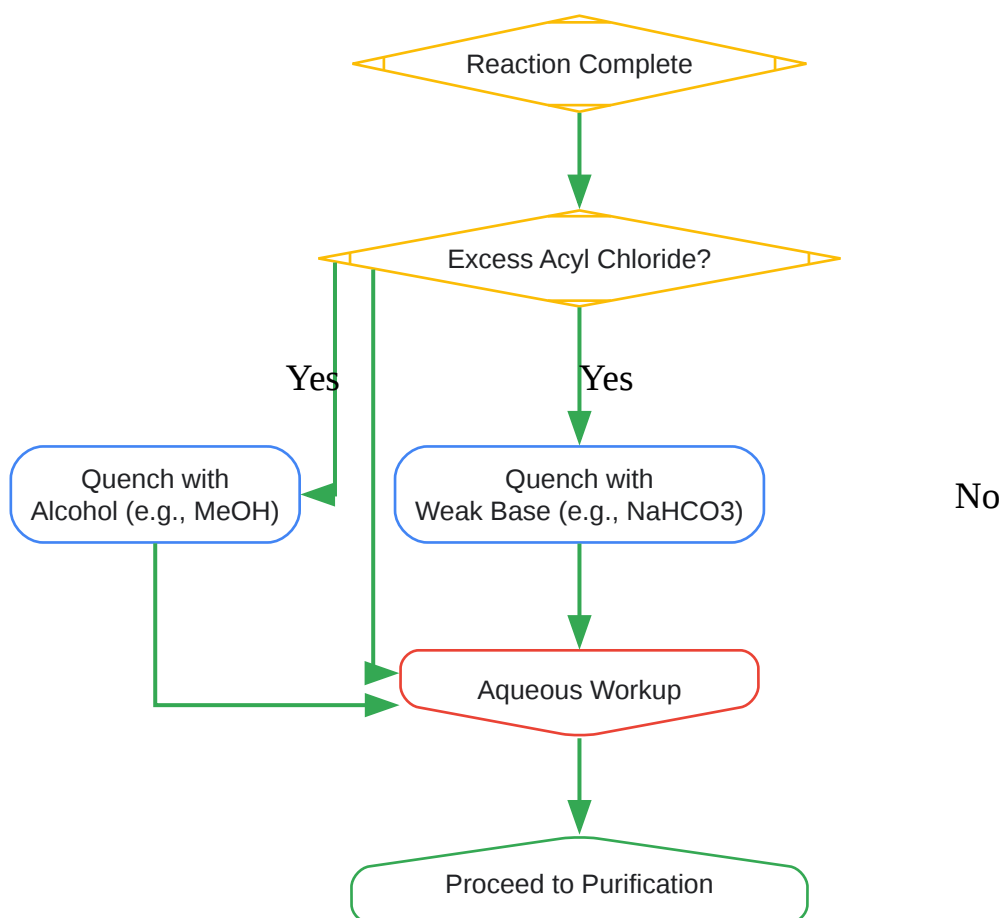 Reaction Complete
Excess Acyl Chloride?
Yes
Yes
Quench with
Alcohol (e.g., MeOH)
Quench with
Weak Base (e.g., NaHCO3)
No
Aqueous Workup
Proceed to Purification